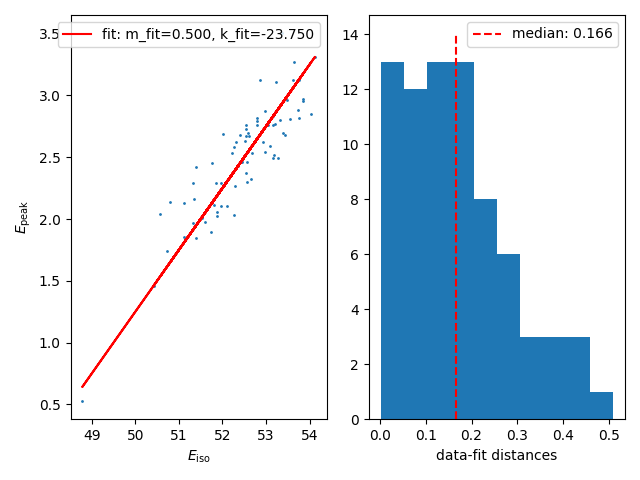 fit: m_fit=0.500, k_fit=-23.750
3.5
3.0
2.5
2.0
1.5
1.0
0.5
E_peak
49 50 51 52 53 54
E_iso
median: 0.166
14
12
10
8
6
4
2
0
0.0 0.1 0.2 0.3 0.4 0.5
data-fit distances